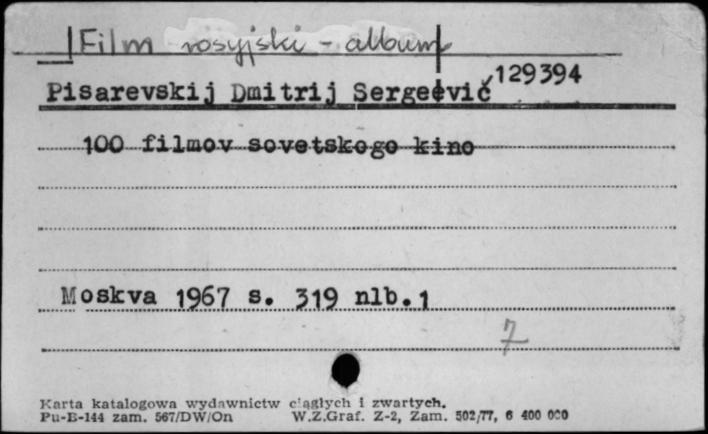 Film rosyjski - album
129394
Pisarevskij Dmitrij Sergeevič
100 filmov sovetskogo kino
Moskva 1967 s. 319 nlb.1
7
Karta katalogowa wydawnictw ciągłych i zwartych.
Pu-B-144 zam. 567/DW/On W.Z.Graf. Z-2, Zam. 502/77, 6 400 000